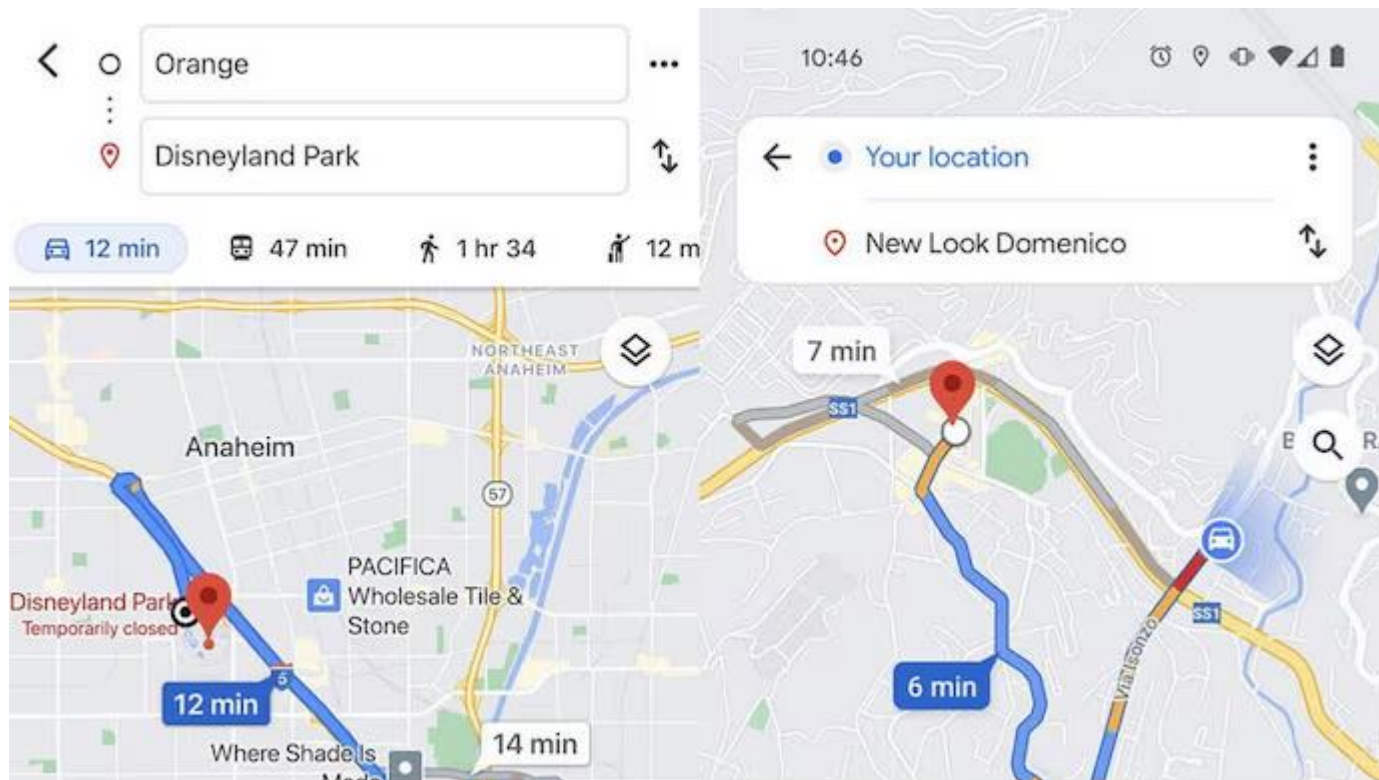 Orange
Disneyland Park
12 min
47 min
1 hr 34
12 m
NORTHEAST
ANAHEIM
Anaheim
57
PACIFICA
Wholesale Tile &
Stone
Disneyland Park
Temporarily closed
5
12 min
14 min
Where Shade Is
Made
10:46
Your location
New Look Domenico
7 min
SS1
B
R
SS1
Via Isonzo
6 min